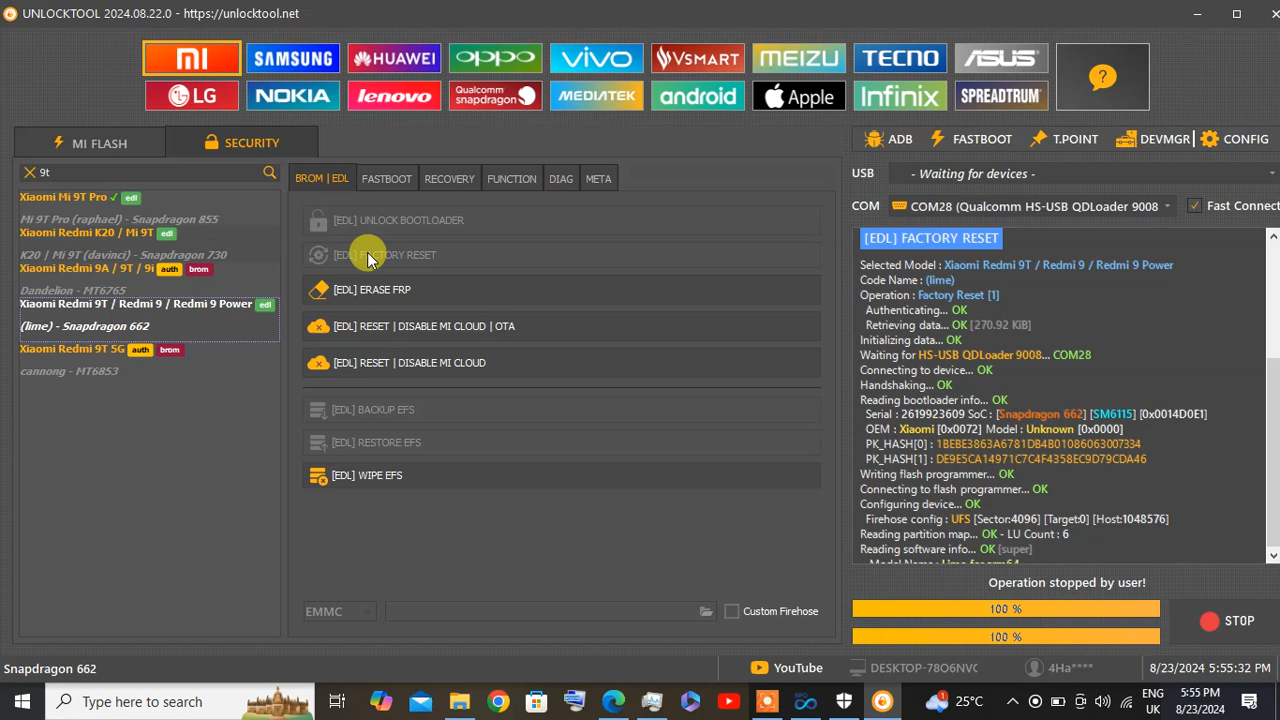 UNLOCKTOOL 2024.08.22.0 - https://unlocktool.net
SAMSUNG
HUAWEI
oppo
vivo
VSMART
MEIZU
TECNO
ASUS
LG
NOKIA
lenovo
Qualcomm
snapdragon
MEDIATEK
android
Apple
Infinix
SPREADTRUM
?
MI FLASH
SECURITY
ADB
FASTBOOT
T.POINT
DEVMGR
CONFIG
9t
Xiaomi Mi 9T Pro ✓ edl
Mi 9T Pro (raphael) - Snapdragon 855
Xiaomi Redmi K20 / Mi 9T edl
K20 / Mi 9T (davinci) - Snapdragon 730
Xiaomi Redmi 9A / 9T / 9i auth brom
Dandelion - MT6765
Xiaomi Redmi 9T / Redmi 9 / Redmi 9 Power edl
(lime) - Snapdragon 662
Xiaomi Redmi 9T 5G auth brom
cannong - MT6853
BROM | EDL
FASTBOOT
RECOVERY
FUNCTION
DIAG
META
[EDL] UNLOCK BOOTLOADER
[EDL] FACTORY RESET
[EDL] ERASE FRP
[EDL] RESET | DISABLE MI CLOUD | OTA
[EDL] RESET | DISABLE MI CLOUD
[EDL] BACKUP EFS
[EDL] RESTORE EFS
[EDL] WIPE EFS
EMMC
Custom Firehose
USB - Waiting for devices -
COM COM28 (Qualcomm HS-USB QDLoader 9008 Fast Connect
[EDL] FACTORY RESET
Selected Model : Xiaomi Redmi 9T / Redmi 9 / Redmi 9 Power
Code Name : (lime)
Operation : Factory Reset [1]
Authenticating... OK
Retrieving data... OK [270.92 KiB]
Initializing data... OK
Waiting for HS-USB QDLoader 9008... COM28
Connecting to device... OK
Handshaking... OK
Reading bootloader info... OK
Serial : 2619923609 SoC : [Snapdragon 662] [SM6115] [0x0014D0E1]
OEM : Xiaomi [0x0072] Model : Unknown [0x0000]
PK_HASH[0] : 1BEBE3863A6781DB4B01086063007334
PK_HASH[1] : DE9E5CA14971C7C4F4358EC9D79CDA46
Writing flash programmer... OK
Connecting to flash programmer... OK
Configuring device... OK
Firehose config : UFS [Sector:4096] [Target:0] [Host:1048576]
Reading partition map... OK - LU Count : 6
Reading software info... OK [super]
Model Name : Lime for arm64
Operation stopped by user!
100 %
100 %
STOP
Snapdragon 662
YouTube
DESKTOP-78O6NVC
4Ha****
8/23/2024 5:55:32 PM
Type here to search
1
25°C
ENG
UK
5:55 PM
8/23/2024